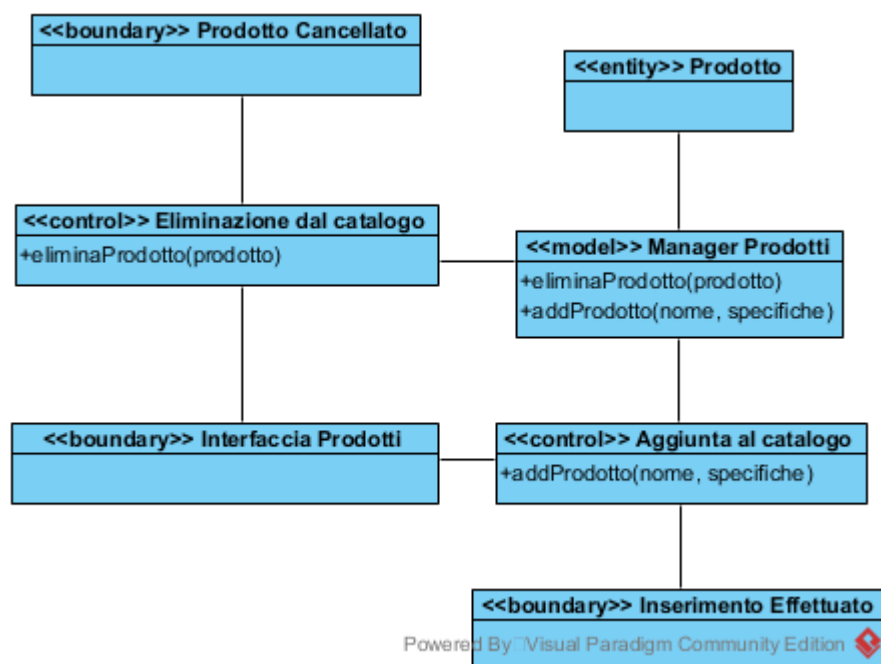 <<boundary>> Prodotto Cancellato
<<entity>> Prodotto
<<control>> Eliminazione dal catalogo
+eliminaProdotto(prodotto)
<<model>> Manager Prodotti
+eliminaProdotto(prodotto)
+addProdotto(nome, specifiche)
<<boundary>> Interfaccia Prodotti
<<control>> Aggiunta al catalogo
+addProdotto(nome, specifiche)
<<boundary>> Inserimento Effettuato
Powered By Visual Paradigm Community Edition